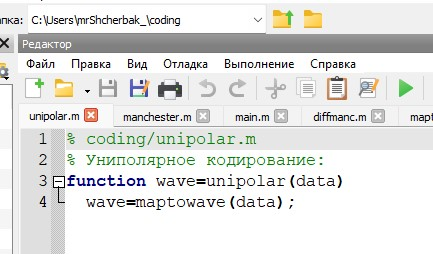 апка: C:\Users\mrShcherbak_\coding
Редактор
Файл Правка Вид Отладка Выполнение Справка
unipolar.m manchester.m main.m diffmanc.m mapt
1 % coding/unipolar.m
2 % Униполярное кодирование:
3 function wave=unipolar(data)
4 wave=maptowave(data);